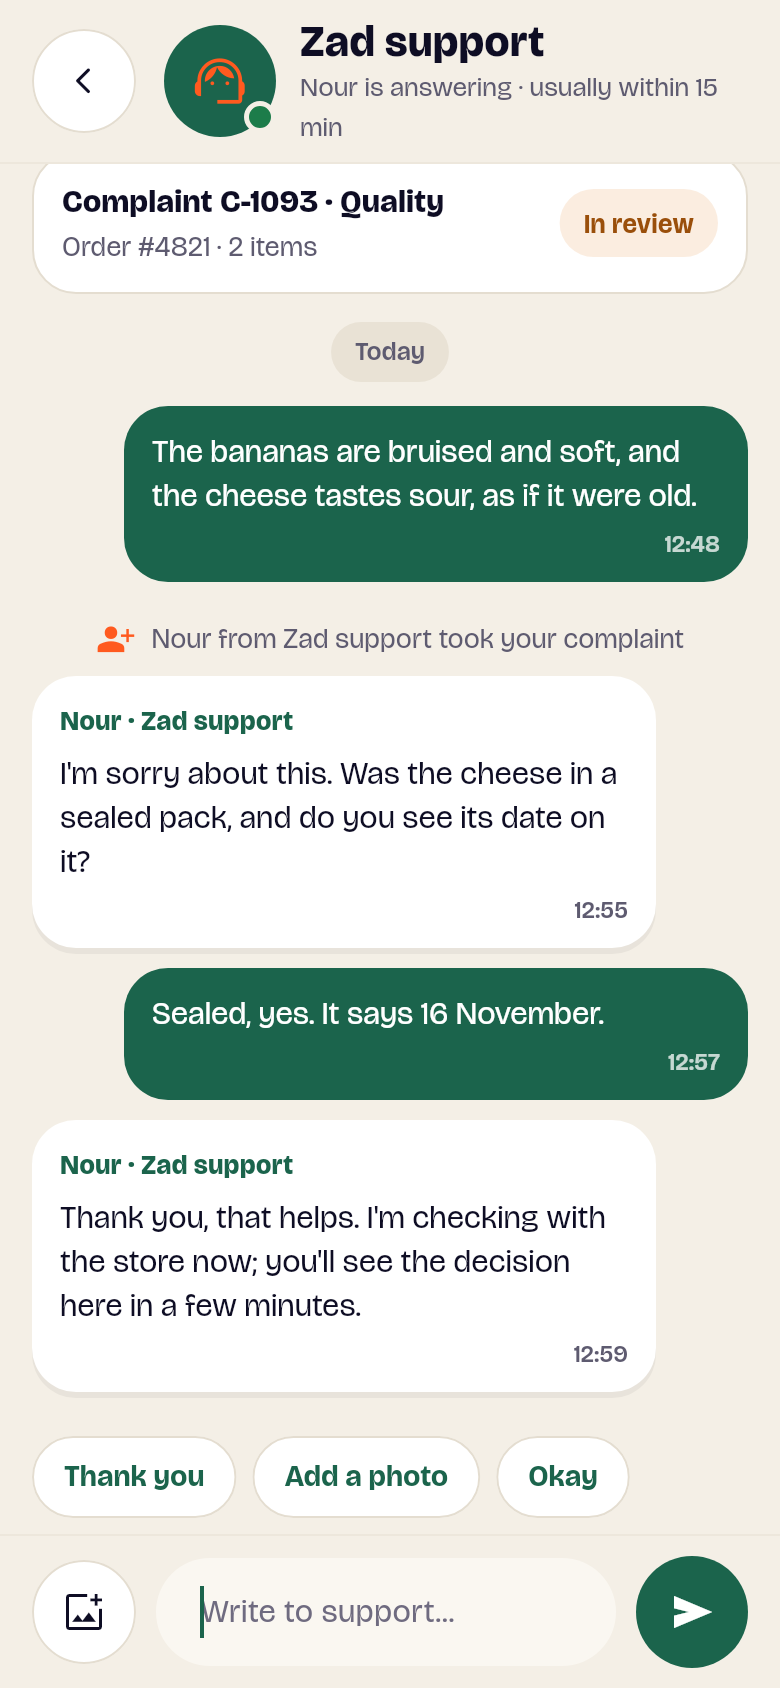 Zad support
Nour is answering · usually within 15
min
Complaint C-1093 · Quality
Order #4821 · 2 items
In review
Today
The bananas are bruised and soft, and
the cheese tastes sour, as if it were old.
12:48
Nour from Zad support took your complaint
Nour · Zad support
I'm sorry about this. Was the cheese in a
sealed pack, and do you see its date on
it?
12:55
Sealed, yes. It says 16 November.
12:57
Nour · Zad support
Thank you, that helps. I'm checking with
the store now; you'll see the decision
here in a few minutes.
12:59
Thank you
Add a photo
Okay
Write to support...